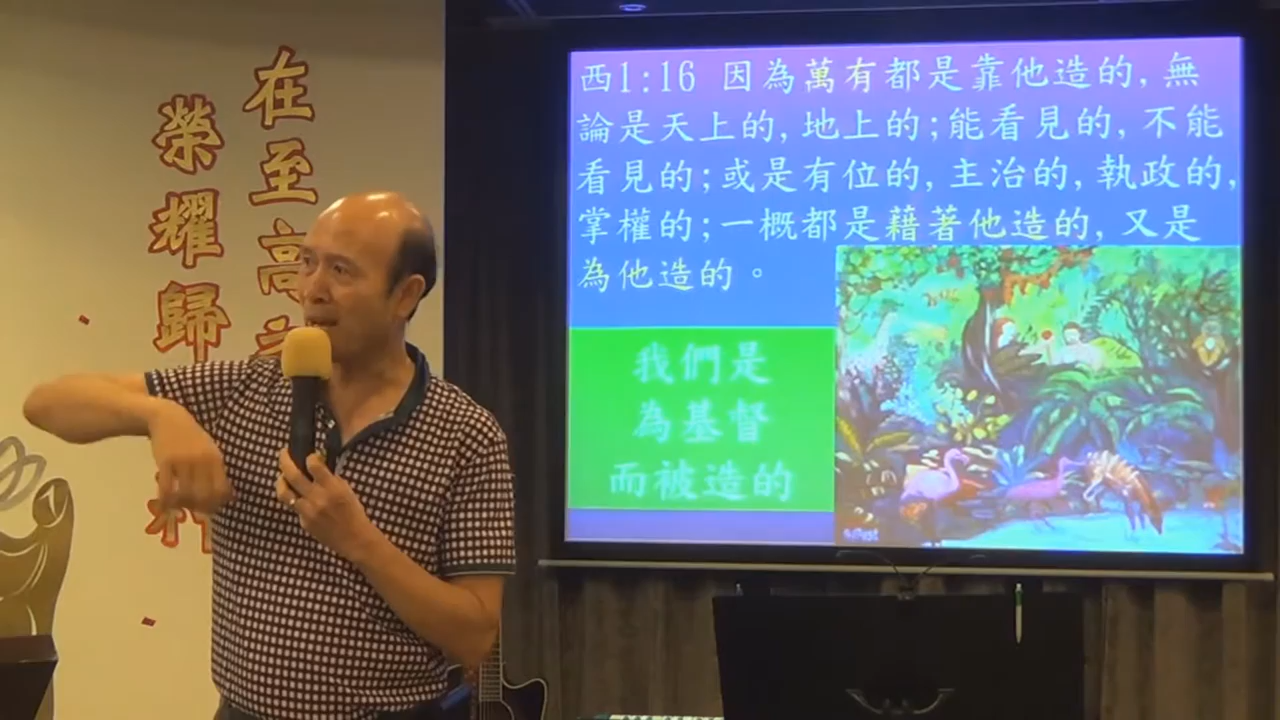 在至高
榮耀歸
西1:16 因為萬有都是靠他造的, 無
論是天上的, 地上的; 能看見的, 不能
看見的; 或是有位的, 主治的, 執政的,
掌權的; 一概都是藉著他造的, 又是
為他造的。
我們是
為基督
而被造的